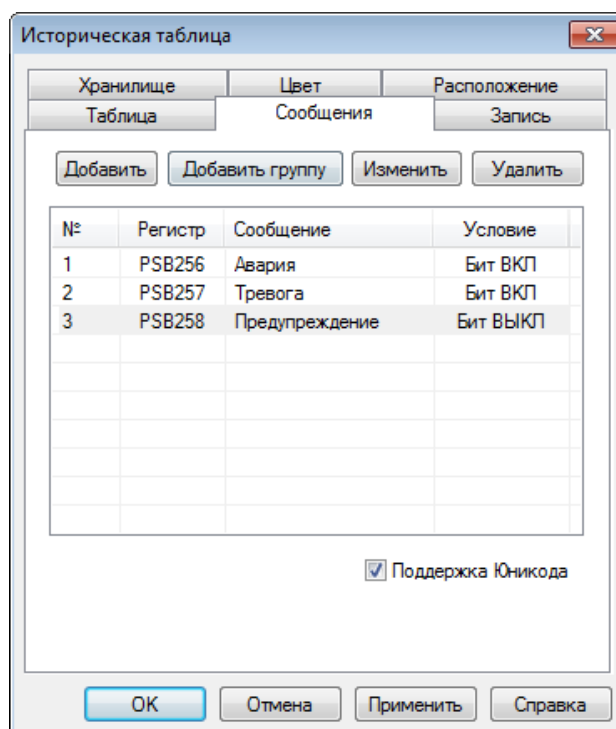 Историческая таблица
Хранилище Цвет Расположение
Таблица Сообщения Запись
Добавить Добавить группу Изменить Удалить
№ Регистр Сообщение Условие
1 PSB256 Авария Бит ВКЛ
2 PSB257 Тревога Бит ВКЛ
3 PSB258 Предупреждение Бит ВЫКЛ
Поддержка Юникода
OK Отмена Применить Справка